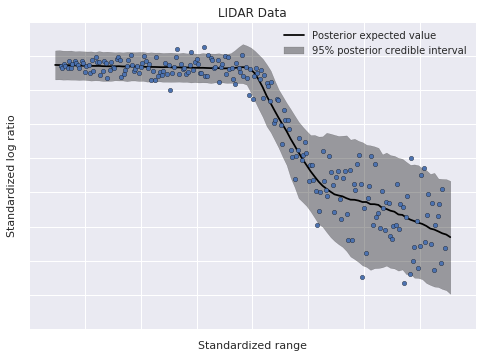 LIDAR Data
Posterior expected value
95% posterior credible interval
Standardized log ratio
Standardized range